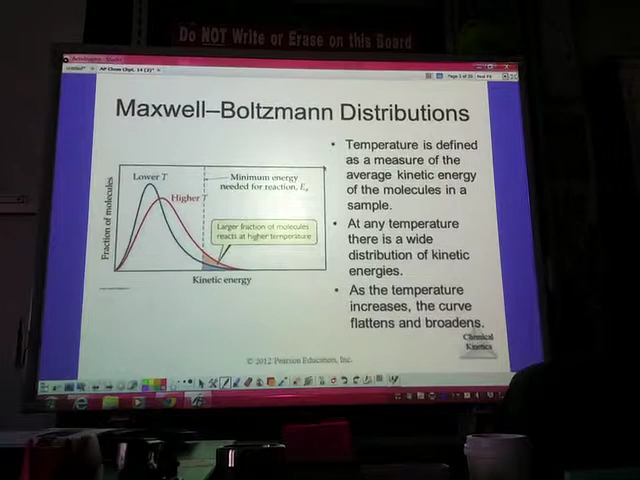 Do NOT Write or Erase on this Board
Maxwell–Boltzmann Distributions
Lower T
Higher T
Minimum energy
needed for reaction, Ea
Larger fraction of molecules
reacts at higher temperature
Fraction of molecules
Kinetic energy
• Temperature is defined
as a measure of the
average kinetic energy
of the molecules in a
sample.
• At any temperature
there is a wide
distribution of kinetic
energies.
• As the temperature
increases, the curve
flattens and broadens.
Chemical
Kinetics
© 2012 Pearson Education, Inc.